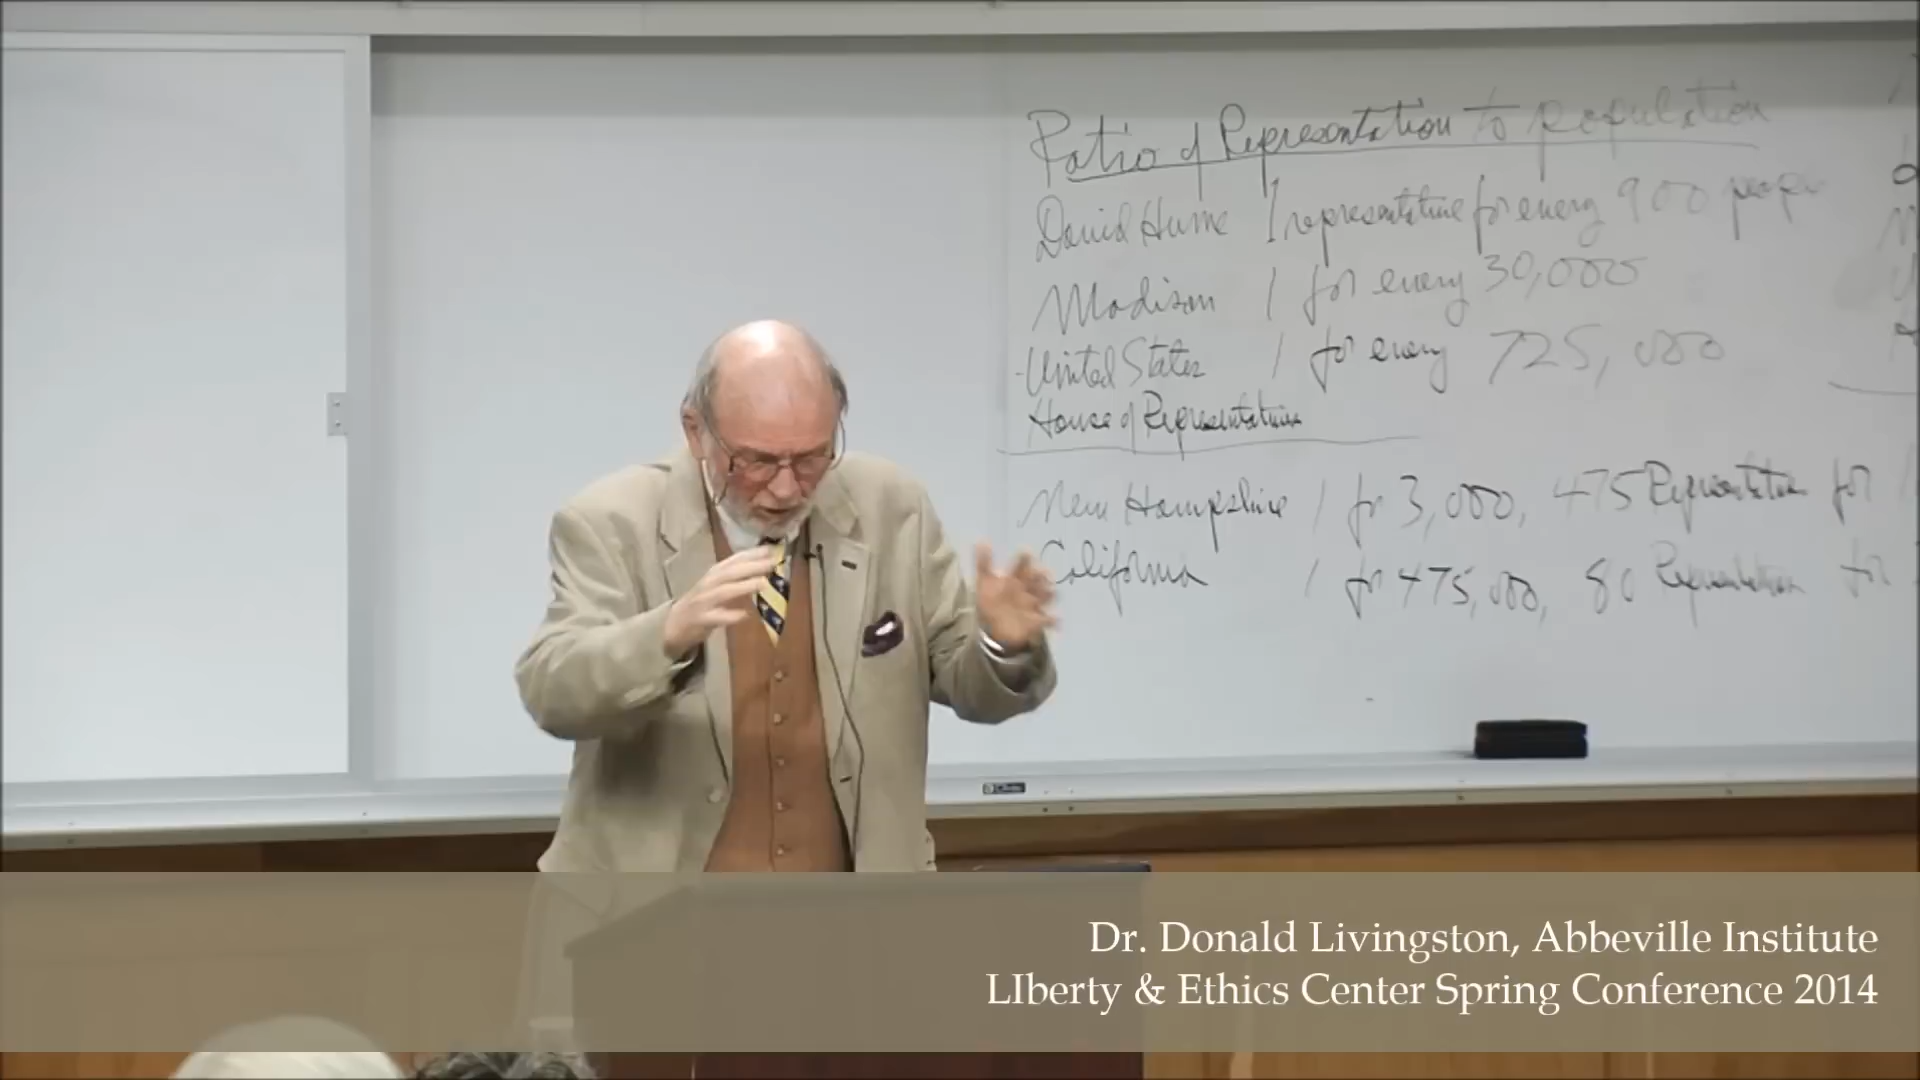 Ratio of Representation to population
David Hume 1 representative for every 900 people
Madison 1 for every 30,000
United States 1 for every 725,000
House of Representatives
New Hampshire 1 for 3,000, 475 Representatives for
California 1 for 475,000, 80 Representatives for
Dr. Donald Livingston, Abbeville Institute
LIberty & Ethics Center Spring Conference 2014